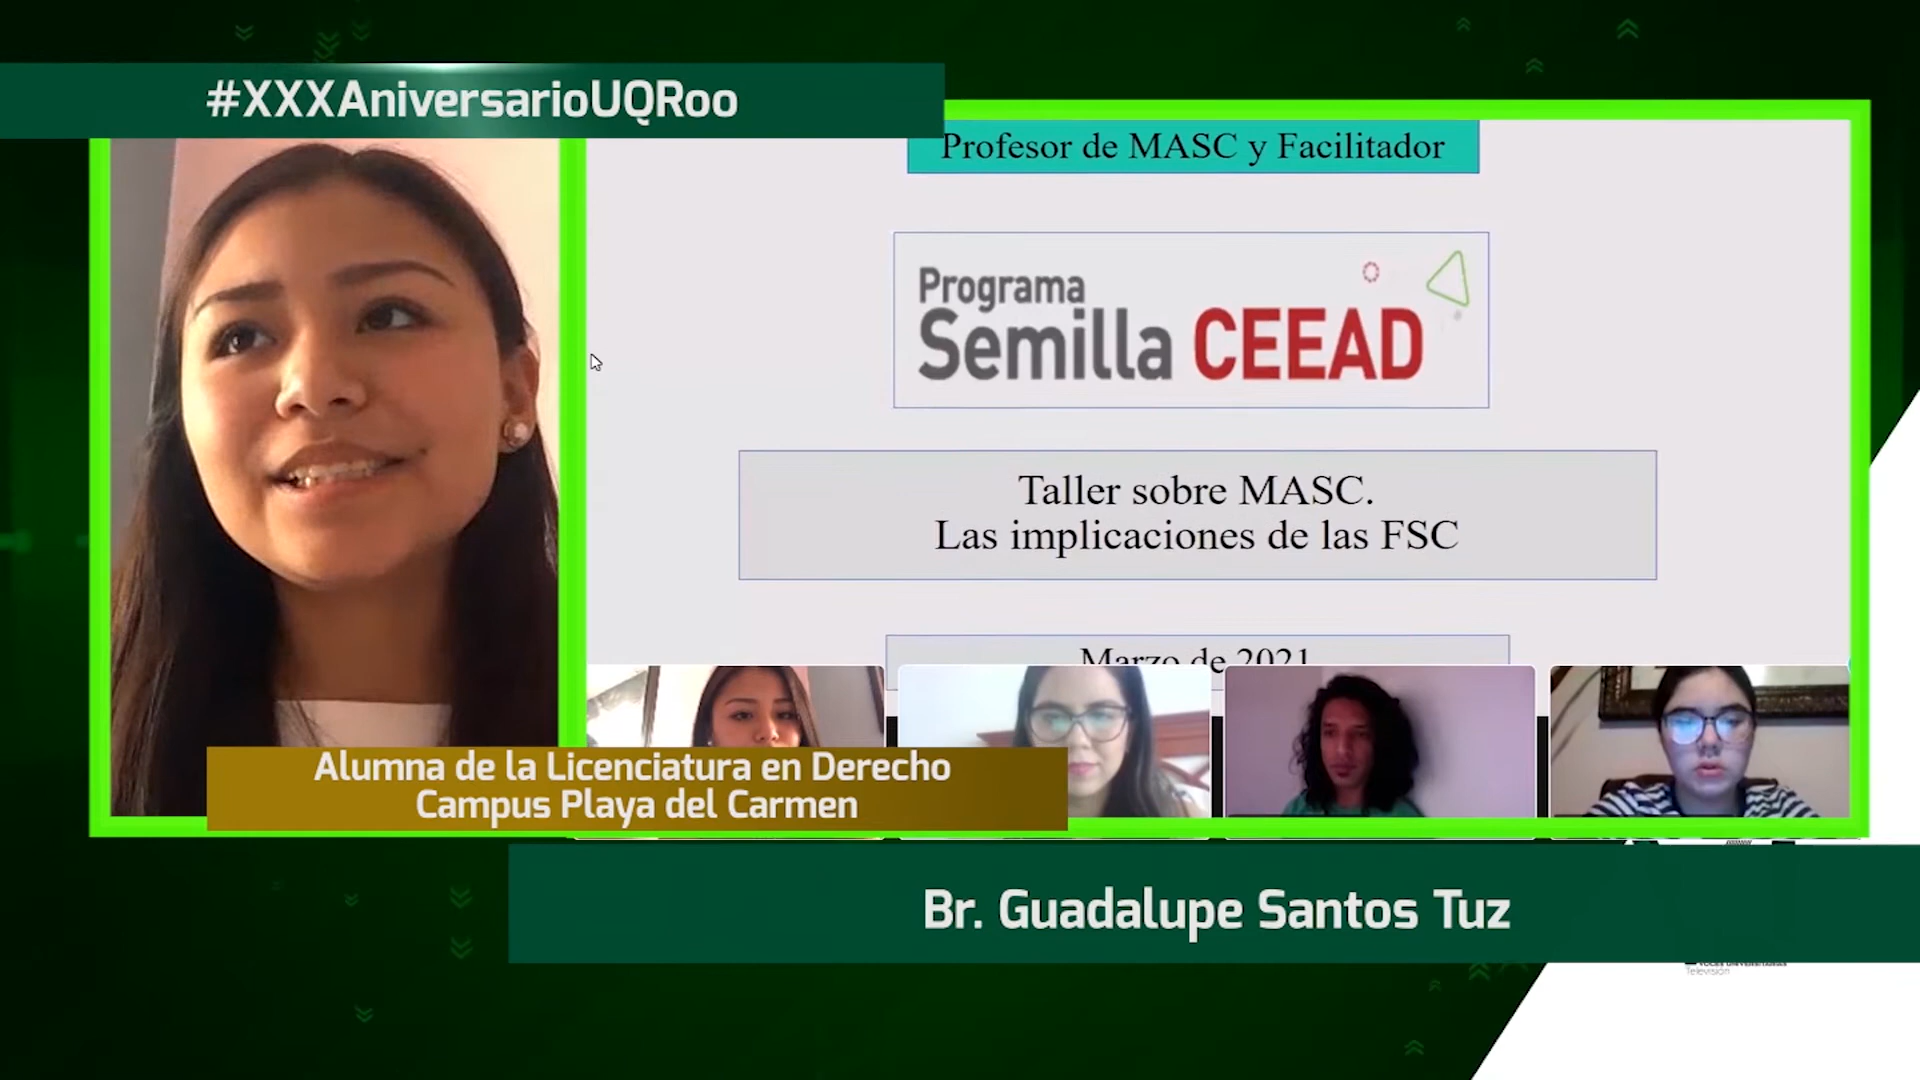 #XXXAniversarioUQRoo
Profesor de MASC y Facilitador
Programa
Semilla CEEAD
Taller sobre MASC.
Las implicaciones de las FSC
Marzo de 2021
Alumna de la Licenciatura en Derecho
Campus Playa del Carmen
Br. Guadalupe Santos Tuz
Televisión